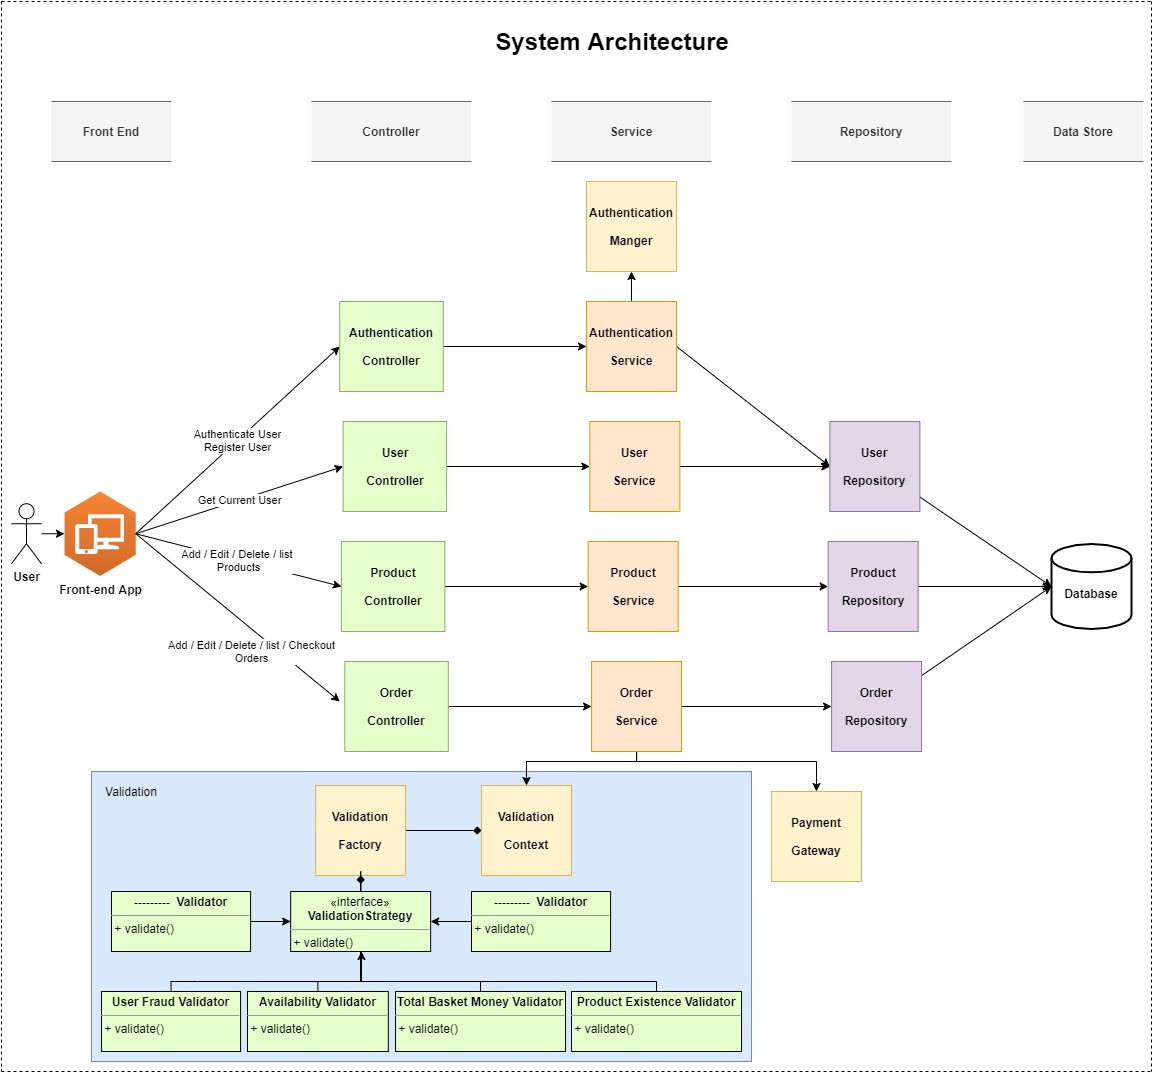 System Architecture
Front End
Controller
Service
Repository
Data Store
Authentication
Manger
Authentication
Controller
Authentication
Service
Authenticate User
Register User
User
Controller
User
Service
User
Repository
Get Current User
User
Front-end App
Add / Edit / Delete / list
Products
Product
Controller
Product
Service
Product
Repository
Database
Add / Edit / Delete / list / Checkout
Orders
Order
Controller
Order
Service
Order
Repository
Validation
Validation
Factory
Validation
Context
Payment
Gateway
--------- Validator
+ validate()
«interface»
ValidationStrategy
+ validate()
--------- Validator
+ validate()
User Fraud Validator
+ validate()
Availability Validator
+ validate()
Total Basket Money Validator
+ validate()
Product Existence Validator
+ validate()